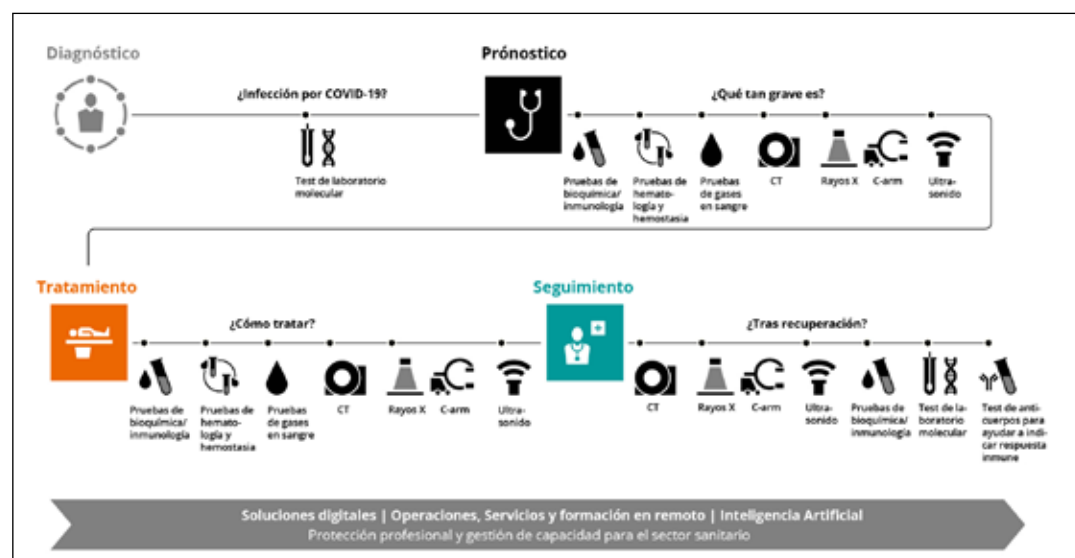 Diagnóstico
¿Infección por COVID-19?
Test de laboratorio
molecular
Prónostico
¿Qué tan grave es?
Pruebas de
bioquímica/
inmunología
Pruebas de
hemato-
logía y
hemostasia
Pruebas
de gases
en sangre
CT
Rayos X
C-arm
Ultra-
sonido
Tratamiento
¿Cómo tratar?
Pruebas de
bioquímica/
inmunología
Pruebas de
hemato-
logía y
hemostasia
Pruebas
de gases
en sangre
CT
Rayos X
C-arm
Ultra-
sonido
Seguimiento
¿Tras recuperación?
CT
Rayos X
C-arm
Ultra-
sonido
Pruebas de
bioquímica/
inmunología
Test de la-
boratorio
molecular
Test de anti-
cuerpos para
ayudar a indi-
car respuesta
inmune
Soluciones digitales | Operaciones, Servicios y formación en remoto | Inteligencia Artificial
Protección profesional y gestión de capacidad para el sector sanitario